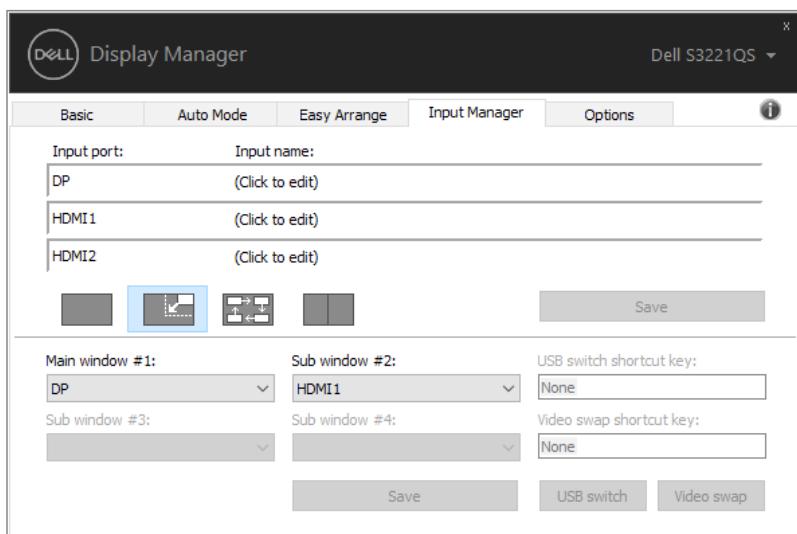 x
DELL Display Manager Dell S3221QS
Basic Auto Mode Easy Arrange Input Manager Options
Input port: Input name:
DP (Click to edit)
HDMI1 (Click to edit)
HDMI2 (Click to edit)
Save
Main window #1: Sub window #2: USB switch shortcut key:
DP HDMI1 None
Sub window #3: Sub window #4: Video swap shortcut key:
None
Save USB switch Video swap